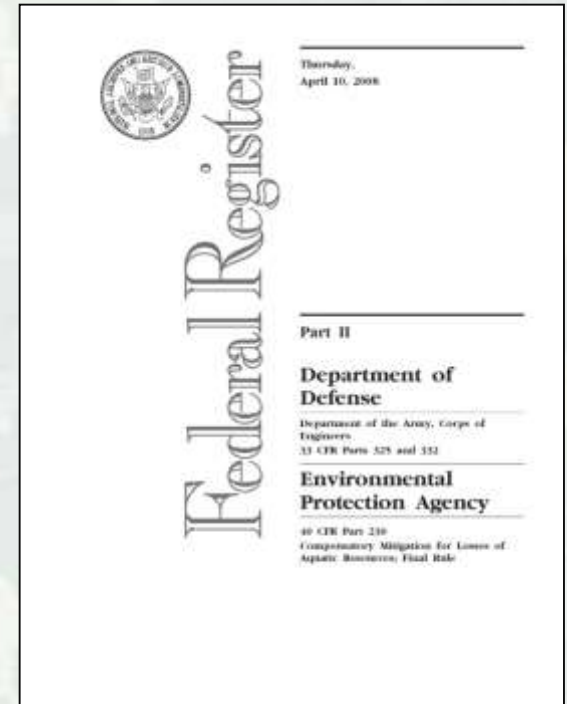 Federal Register
Thursday,
April 10, 2008
Part II
Department of
Defense
Department of the Army, Corps of
Engineers
33 CFR Parts 325 and 332
Environmental
Protection Agency
40 CFR Part 230
Compensatory Mitigation for Losses of
Aquatic Resources; Final Rule